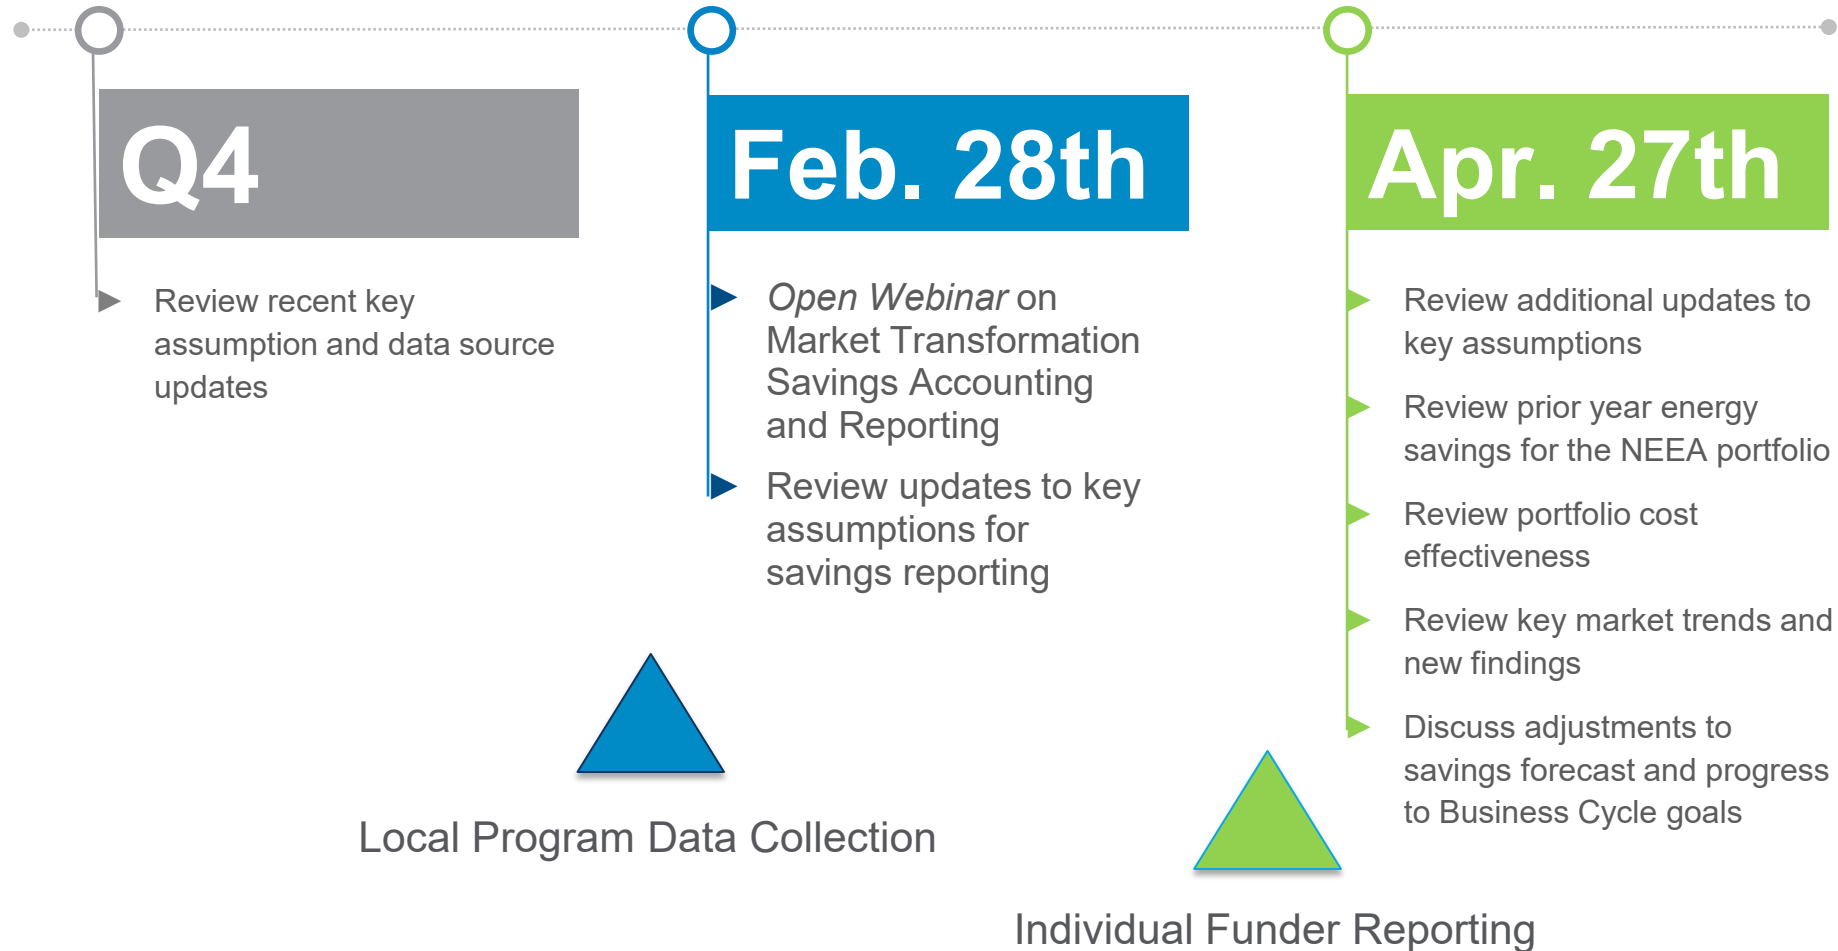 Q4
Review recent key
assumption and data source
updates
Feb. 28th
Open Webinar on
Market Transformation
Savings Accounting
and Reporting
Review updates to key
assumptions for
savings reporting
Apr. 27th
Review additional updates to
key assumptions
Review prior year energy
savings for the NEEA portfolio
Review portfolio cost
effectiveness
Review key market trends and
new findings
Discuss adjustments to
savings forecast and progress
to Business Cycle goals
Local Program Data Collection
Individual Funder Reporting